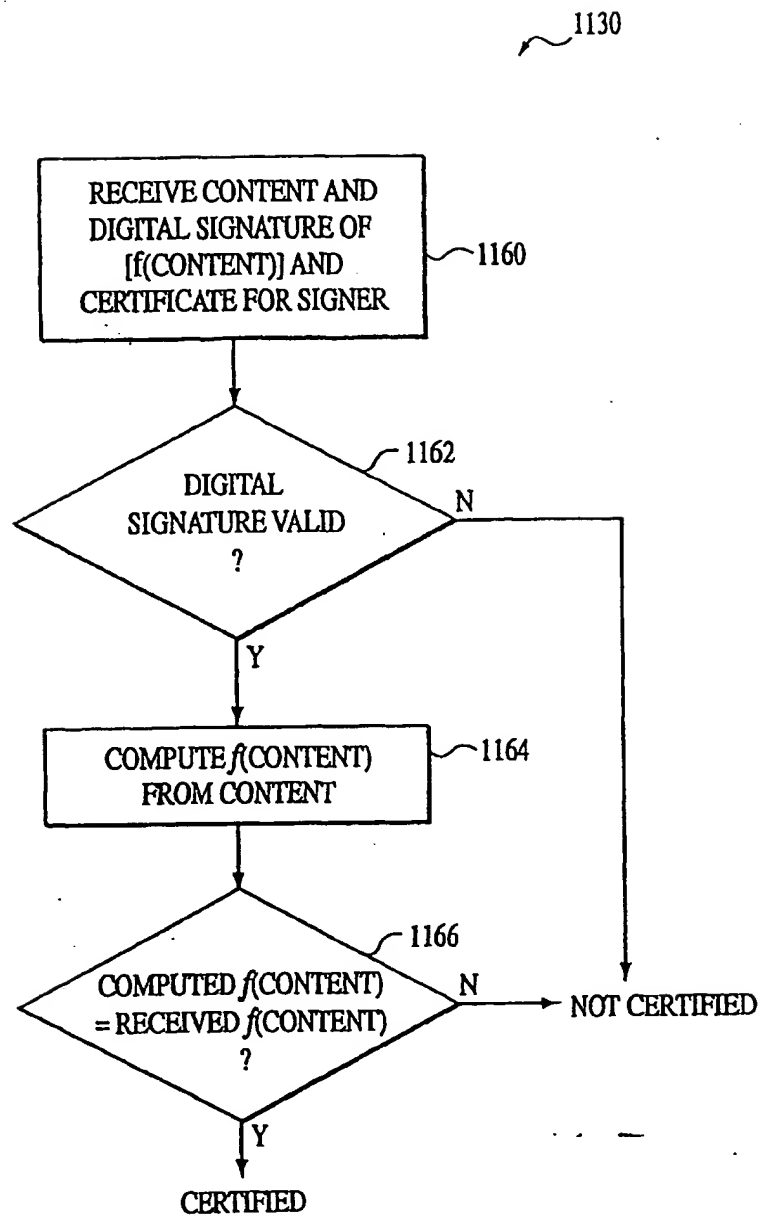 1130
RECEIVE CONTENT AND
DIGITAL SIGNATURE OF
[f(CONTENT)] AND
CERTIFICATE FOR SIGNER
1160
1162
DIGITAL
SIGNATURE VALID
?
N
Y
COMPUTE f(CONTENT)
FROM CONTENT
1164
1166
COMPUTED f(CONTENT)
= RECEIVED f(CONTENT)
?
N
NOT CERTIFIED
Y
CERTIFIED